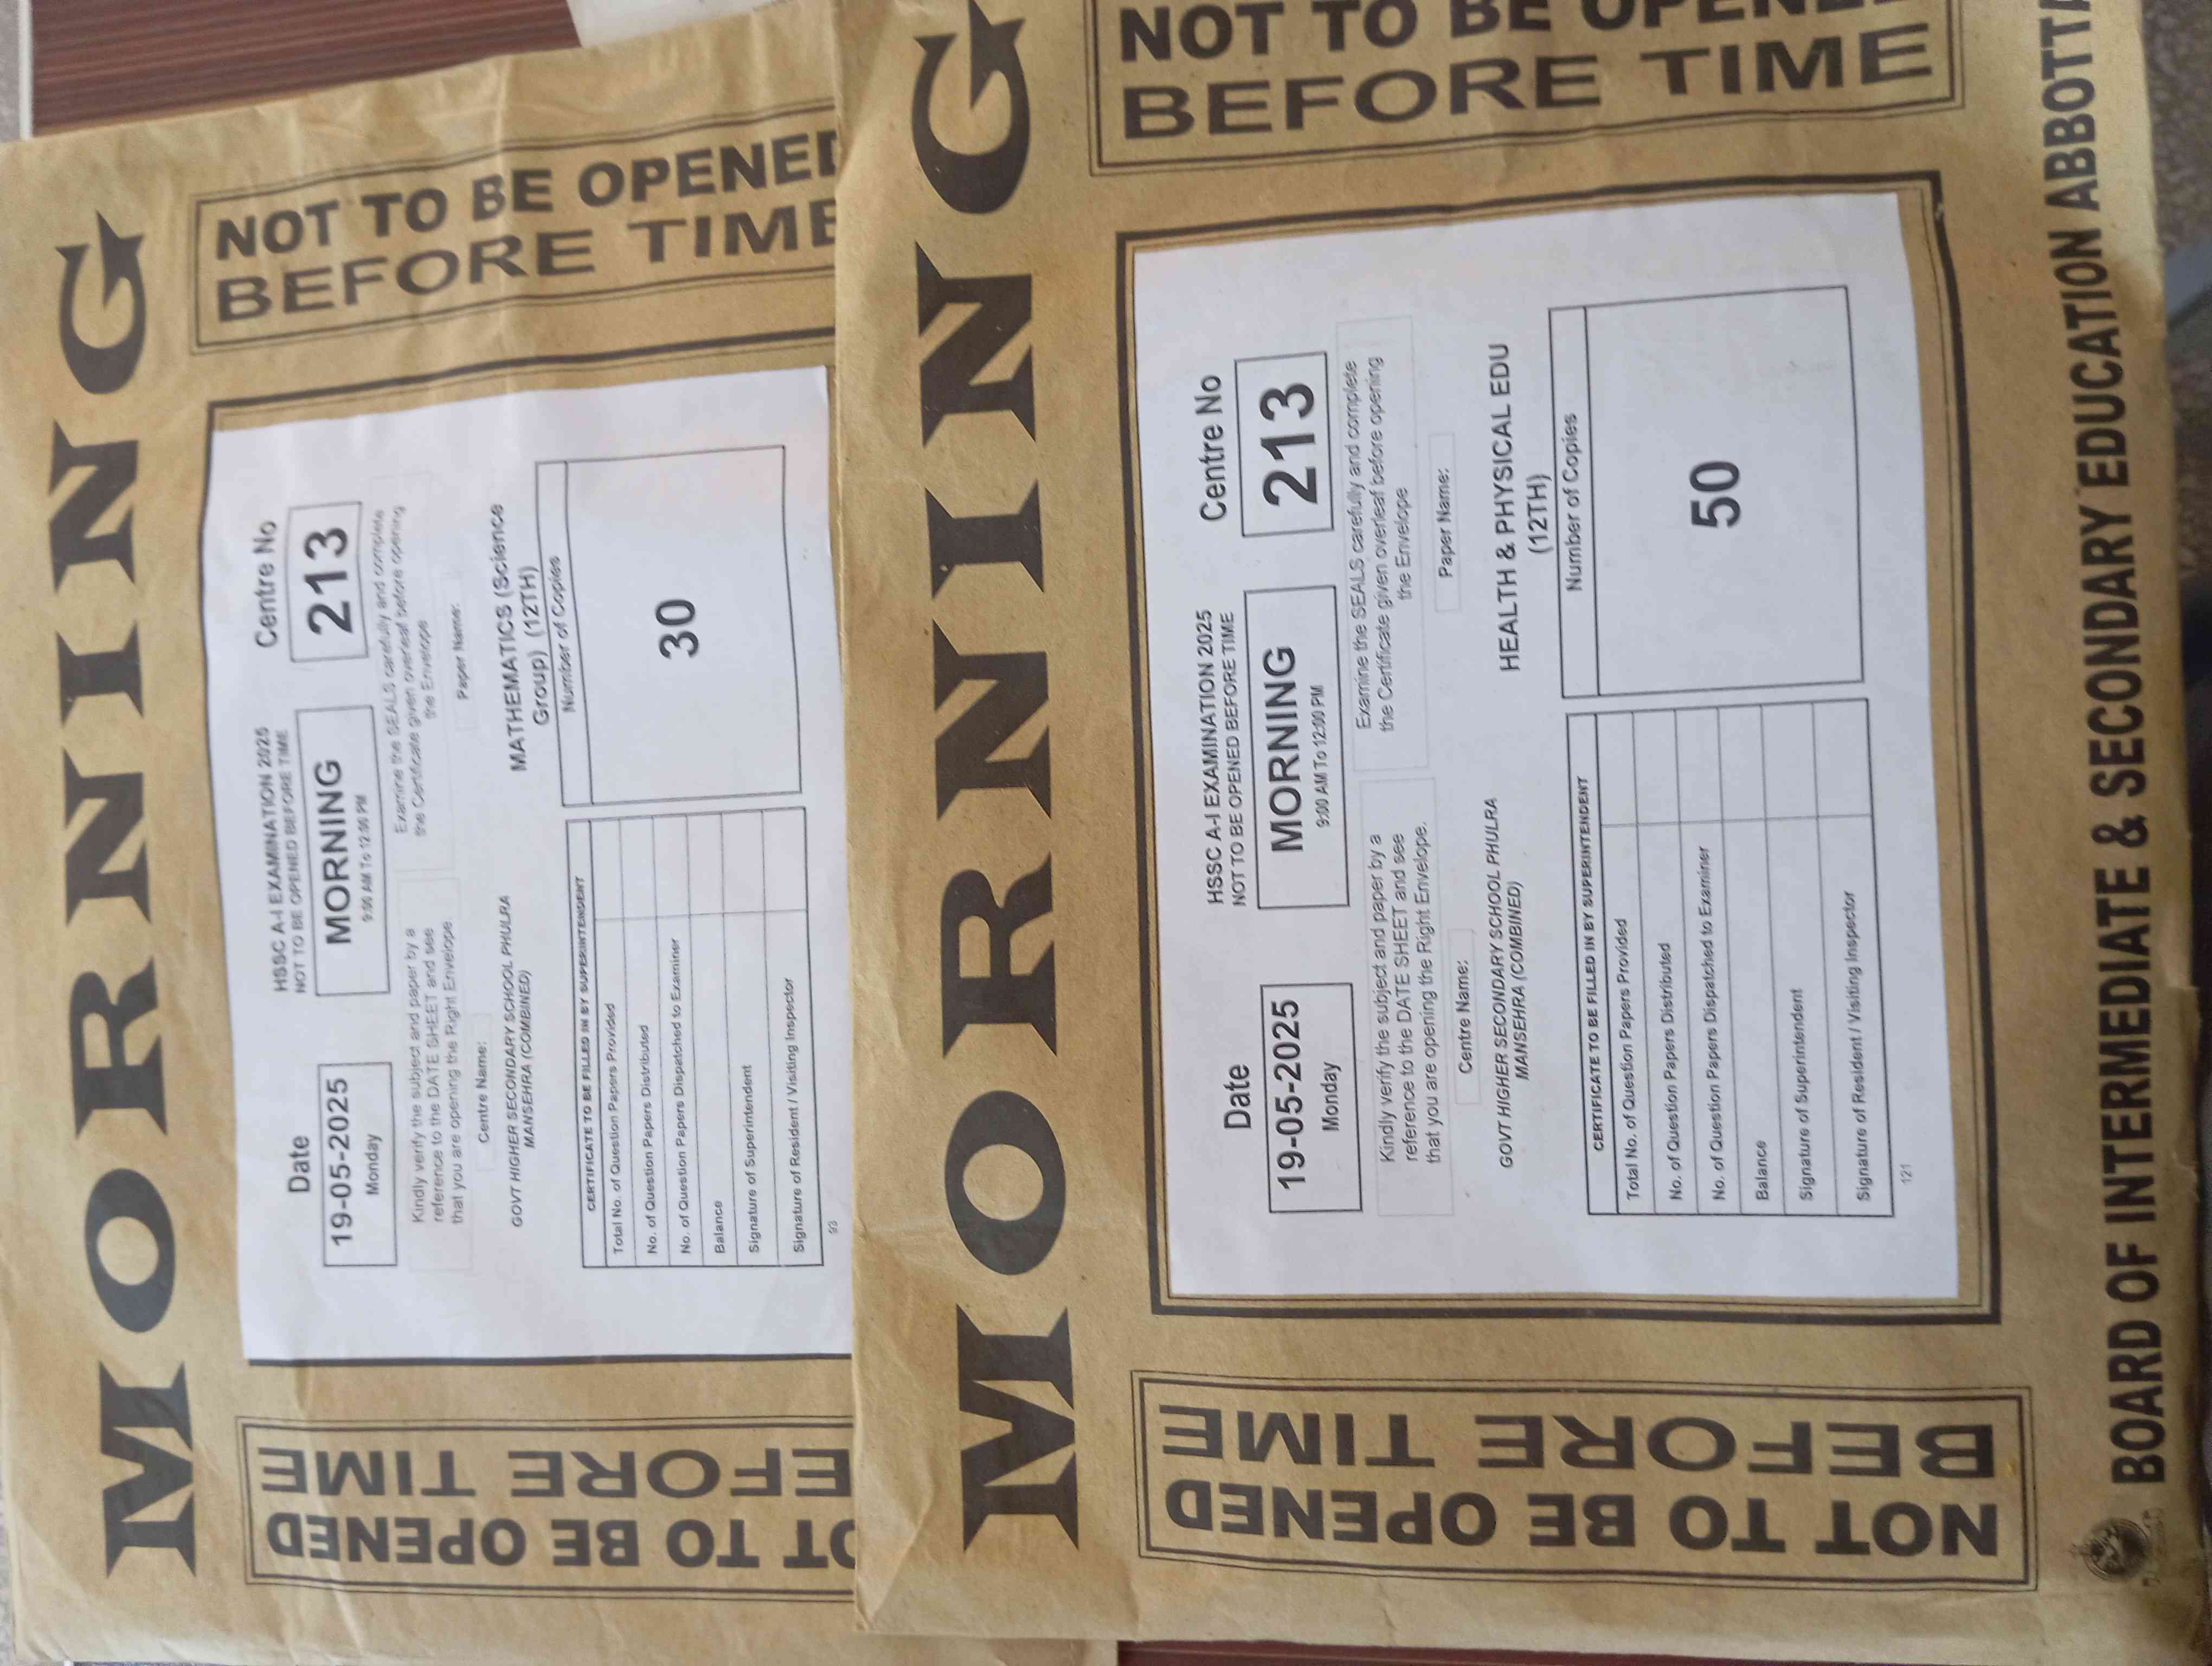 MORNING
NOT TO BE OPENED
BEFORE TIME
HSSC A-I EXAMINATION 2025
NOT TO BE OPENED BEFORE TIME
Date
19-05-2025
Monday
MORNING
9:00 AM To 12:00 PM
Centre No
213
Kindly verify the subject and paper by a
reference to the DATE SHEET and see
that you are opening the Right Envelope.
Examine the SEALS carefully and complete
the Certificate given overleaf before opening
the Envelope
Centre Name:
GOVT HIGHER SECONDARY SCHOOL PHULRA
MANSEHRA (COMBINED)
Paper Name:
MATHEMATICS (Science
Group) (12TH)
CERTIFICATE TO BE FILLED IN BY SUPERINTENDENT
Total No. of Question Papers Provided
No. of Question Papers Distributed
No. of Question Papers Dispatched to Examiner
Balance
Signature of Superintendent
Signature of Resident / Visiting Inspector
Number of Copies
30
93
OT TO BE OPENED
EFORE TIME
MORNING
NOT TO BE OPENE
BEFORE TIME
HSSC A-I EXAMINATION 2025
NOT TO BE OPENED BEFORE TIME
Date
19-05-2025
Monday
MORNING
9:00 AM To 12:00 PM
Centre No
213
Kindly verify the subject and paper by a
reference to the DATE SHEET and see
that you are opening the Right Envelope.
Examine the SEALS carefully and complete
the Certificate given overleaf before opening
the Envelope
Centre Name:
GOVT HIGHER SECONDARY SCHOOL PHULRA
MANSEHRA (COMBINED)
Paper Name:
HEALTH & PHYSICAL EDU
(12TH)
CERTIFICATE TO BE FILLED IN BY SUPERINTENDENT
Total No. of Question Papers Provided
No. of Question Papers Distributed
No. of Question Papers Dispatched to Examiner
Balance
Signature of Superintendent
Signature of Resident / Visiting Inspector
Number of Copies
50
121
NOT TO BE OPENED
BEFORE TIME
BOARD OF INTERMEDIATE & SECONDARY EDUCATION ABBOTTA